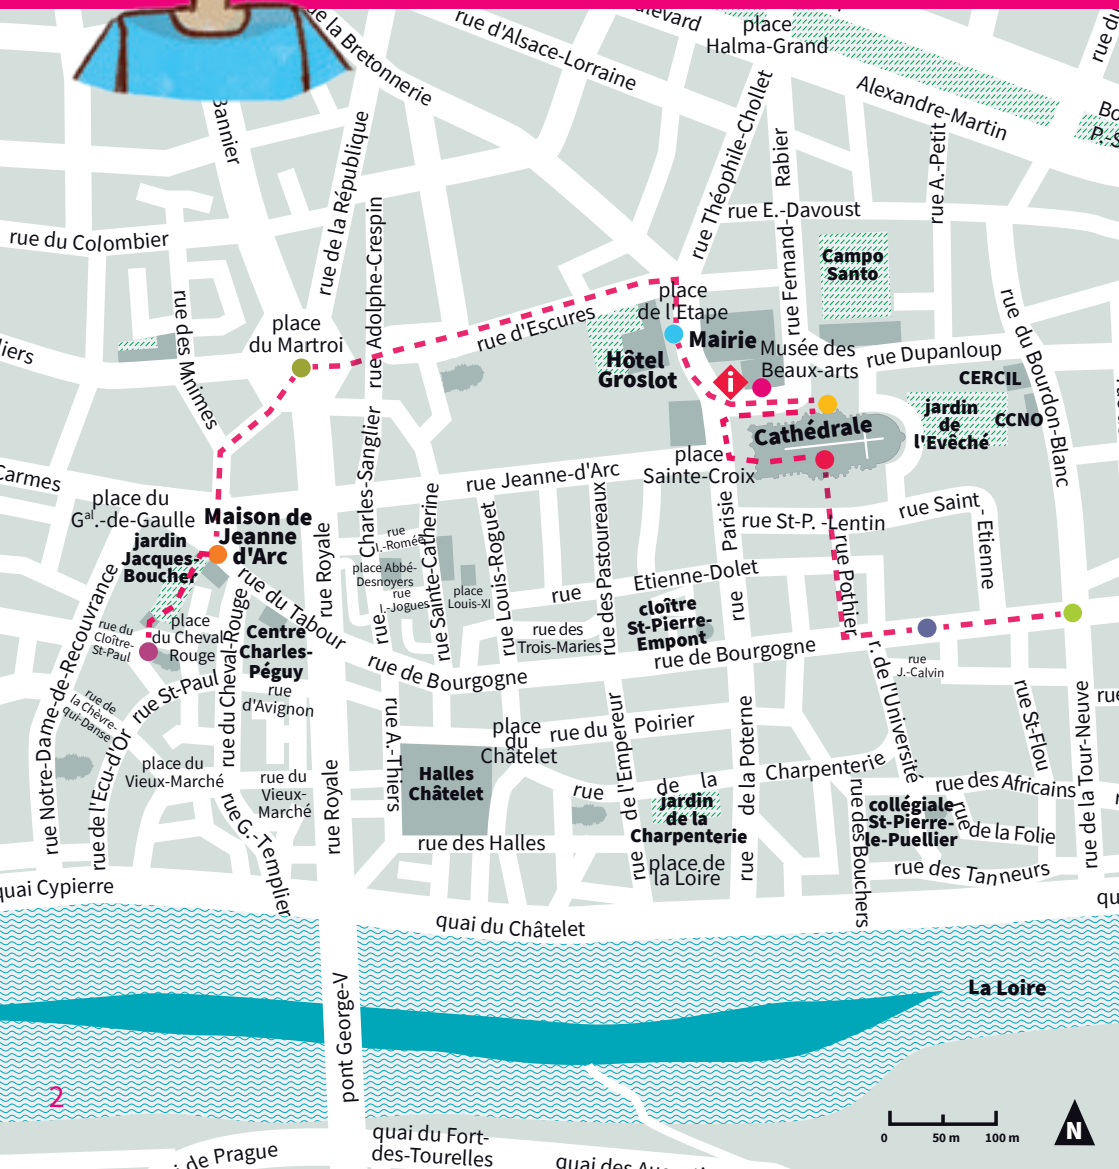 rue de la Bretonnerie
rue d'Alsace-Lorraine
place
Halma-Grand
Alexandre-Martin
Bannier
rue de la République
rue Théophile-Chollet
Rabier
rue Fernand-
rue A.-Petit
rue E.-Davoust
rue du Colombier
rue Adolphe-Crespin
Campo
Santo
rue des Mnimes
place
du Martroi
rue d'Escures
place
de l'Etape
Mairie
Hôtel
Groslot
i
Musée des
Beaux-arts
rue Dupanloup
rue du Bourdon-Blanc
CERCIL
CCNO
jardin
de
l'Evêché
Cathédrale
place
Sainte-Croix
rue Jeanne-d'Arc
Charles-Sanglier
rue
Carmes
place du
Gal.-de-Gaulle
Maison de
Jeanne
d'Arc
jardin
Jacques-
Boucher
rue Royale
rue
J.-Romée
place Abbé-
Desnoyers
rue
J.-Jogues
rue Sainte-Catherine
place
Louis-XI
rue Louis-Roguet
rue des Pastoureaux
rue
Parisie
rue St-P. -Lentin
rue Saint - Etienne
rue Pothier
rue
Etienne-Dolet
rue des
Trois-Maries
cloître
St-Pierre-
Empont
rue du
Cloître-
St-Paul
place
du Cheval-
Rouge
rue du Cheval-Rouge
rue du Tabour
Centre
Charles-
Péguy
rue
d'Avignon
rue de Bourgogne
rue de Bourgogne
rue
J.-Calvin
r. de l'Université
rue Notre-Dame-de-Recouvrance
rue de
la Chèvre-
qui-Danse
rue St-Paul
rue de l'Ecu-d'Or
place du
Vieux-Marché
rue du
Vieux-
Marché
rue G.-Templier
rue Royale
rue A.-Thiers
place
du
Châtelet
rue du Poirier
Halles
Châtelet
rue de l'Empereur
rue de la Charpenterie
rue de la Poterne
jardin
de la
Charpenterie
place de
la Loire
rue des Halles
rue des Bouchers
rue St-Flou
rue de la Tour-Neuve
rue des Africains
collégiale
St-Pierre-
le-Puellier
rue de la Folie
rue des Tanneurs
quai Cypierre
quai du Châtelet
pont George-V
La Loire
2
0 50 m 100 m
N
quai du Fort-
des-Tourelles
de Prague
quai des